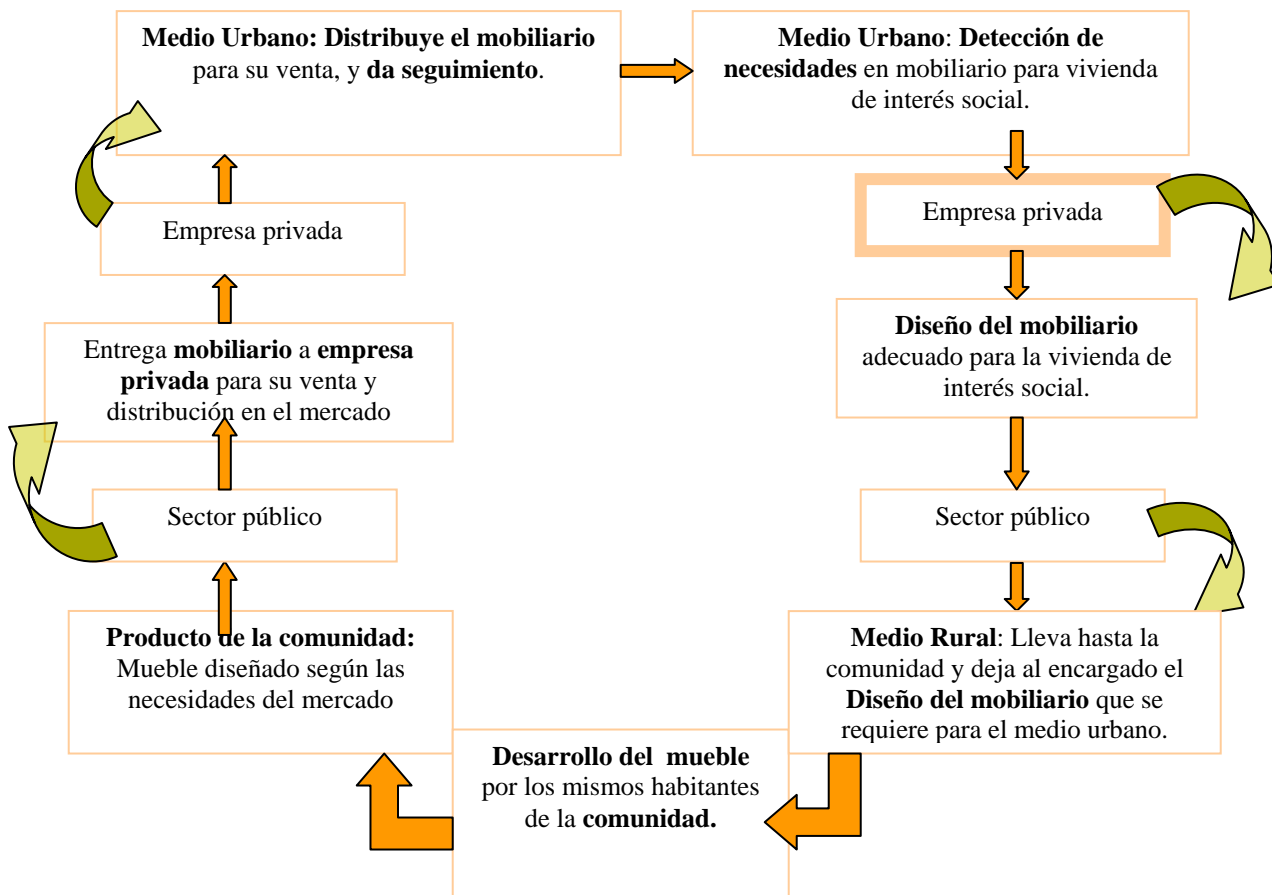 Medio Urbano: Distribuye el mobiliario
para su venta, y da seguimiento.
Medio Urbano: Detección de
necesidades en mobiliario para vivienda
de interés social.
Empresa privada
Empresa privada
Diseño del mobiliario
adecuado para la vivienda de
interés social.
Entrega mobiliario a empresa
privada para su venta y
distribución en el mercado
Sector público
Sector público
Producto de la comunidad:
Mueble diseñado según las
necesidades del mercado
Medio Rural: Lleva hasta la
comunidad y deja al encargado el
Diseño del mobiliario que se
requiere para el medio urbano.
Desarrollo del mueble
por los mismos habitantes
de la comunidad.